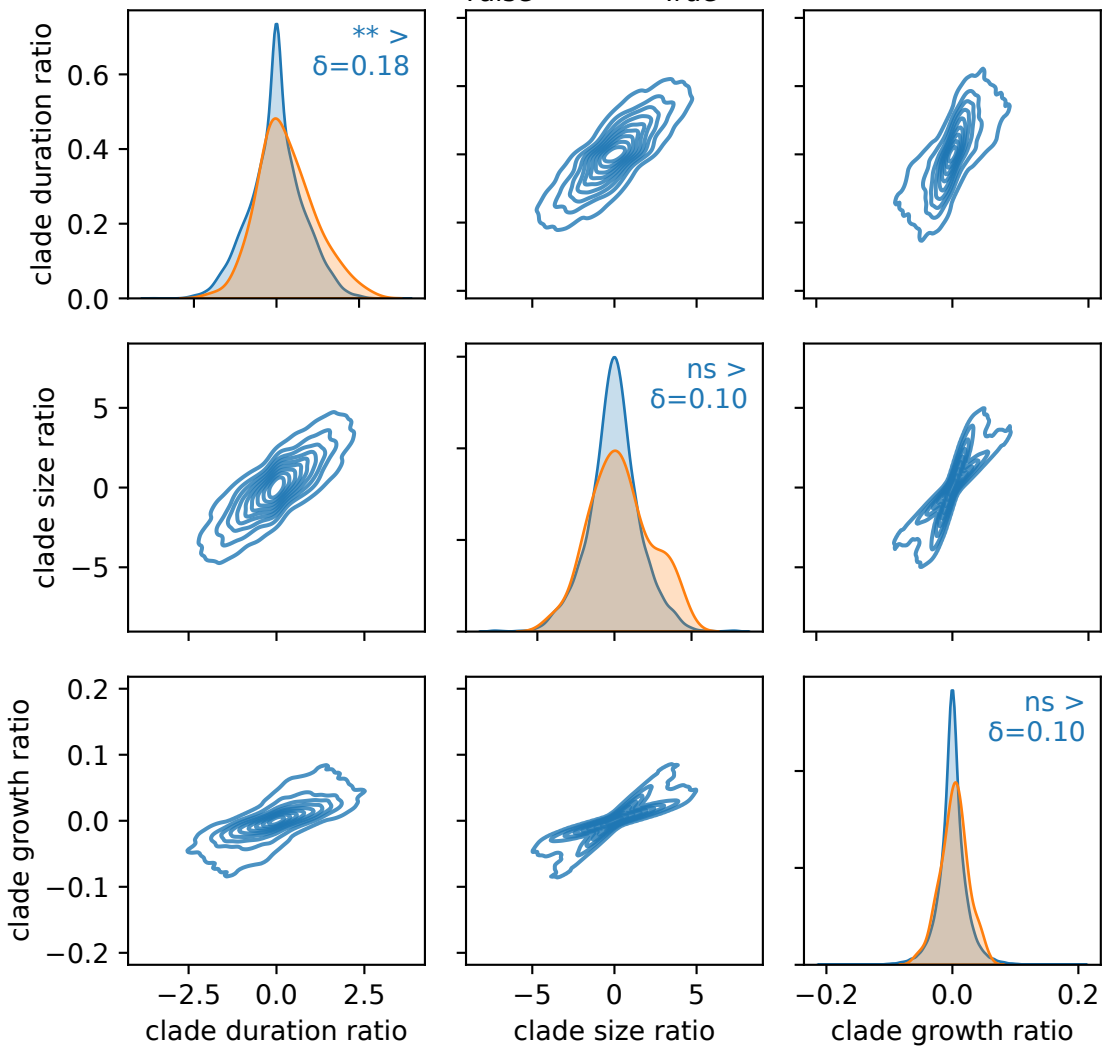 0.0
0.2
0.4
0.6
clade duration ratio
** >
δ=0.18
5
0
−5
clade size ratio
ns >
δ=0.10
0.2
0.1
0.0
−0.1
−0.2
clade growth ratio
ns >
δ=0.10
−2.5 0.0 2.5
clade duration ratio
−5 0 5
clade size ratio
−0.2 0.0 0.2
clade growth ratio